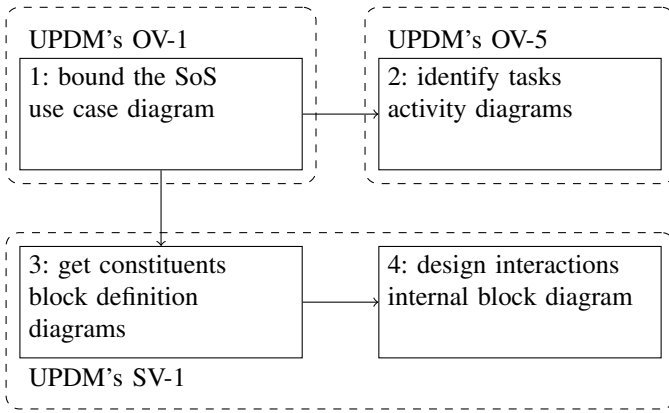 UPDM's OV-1
1: bound the SoS
use case diagram
UPDM's OV-5
2: identify tasks
activity diagrams
3: get constituents
block definition
diagrams
UPDM's SV-1
4: design interactions
internal block diagram